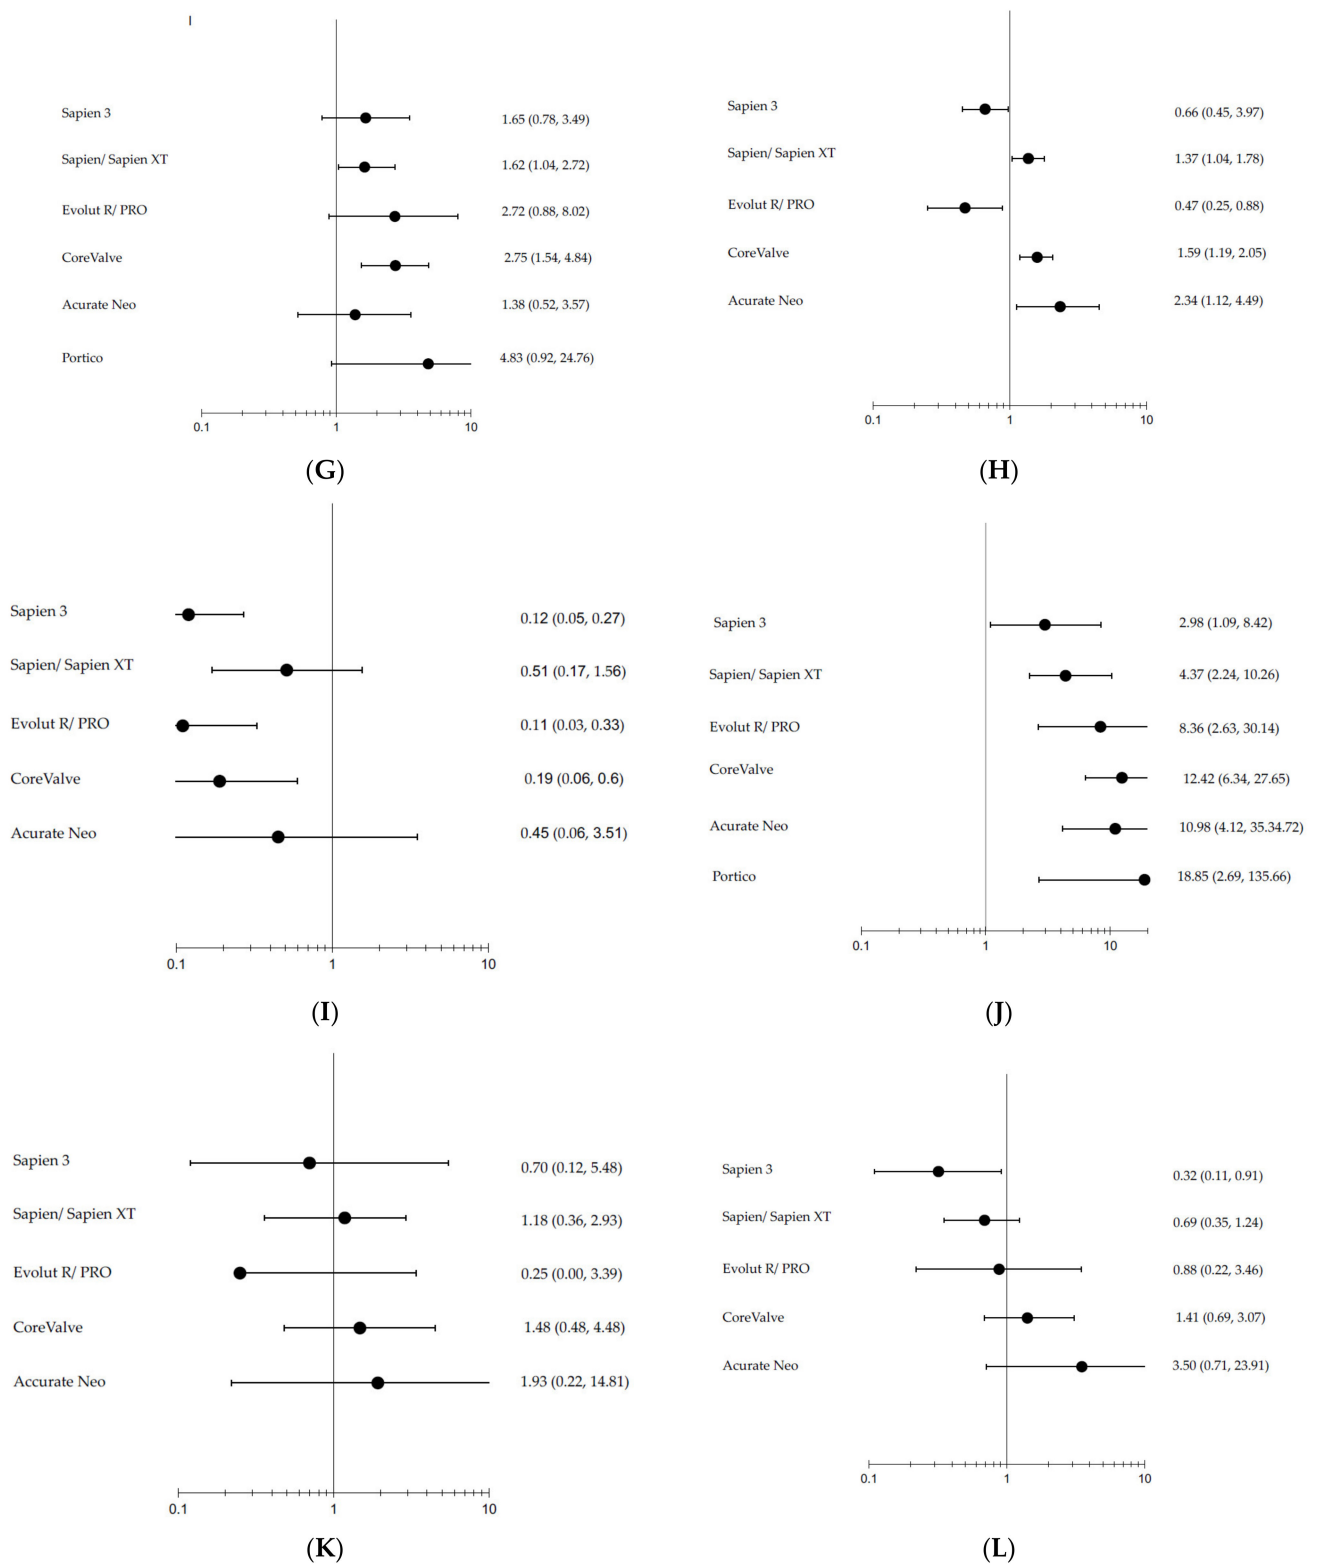 Sapien 3 1.65 (0.78, 3.49)
Sapien/ Sapien XT 1.62 (1.04, 2.72)
Evolut R/ PRO 2.72 (0.88, 8.02)
CoreValve 2.75 (1.54, 4.84)
Acurate Neo 1.38 (0.52, 3.57)
Portico 4.83 (0.92, 24.76)
0.1 1 10
(G)
Sapien 3 0.66 (0.45, 3.97)
Sapien/ Sapien XT 1.37 (1.04, 1.78)
Evolut R/ PRO 0.47 (0.25, 0.88)
CoreValve 1.59 (1.19, 2.05)
Acurate Neo 2.34 (1.12, 4.49)
0.1 1 10
(H)
Sapien 3 0.12 (0.05, 0.27)
Sapien/ Sapien XT 0.51 (0.17, 1.56)
Evolut R/ PRO 0.11 (0.03, 0.33)
CoreValve 0.19 (0.06, 0.6)
Acurate Neo 0.45 (0.06, 3.51)
0.1 1 10
(I)
Sapien 3 2.98 (1.09, 8.42)
Sapien/ Sapien XT 4.37 (2.24, 10.26)
Evolut R/ PRO 8.36 (2.63, 30.14)
CoreValve 12.42 (6.34, 27.65)
Acurate Neo 10.98 (4.12, 35.34.72)
Portico 18.85 (2.69, 135.66)
0.1 1 10
(J)
Sapien 3 0.70 (0.12, 5.48)
Sapien/ Sapien XT 1.18 (0.36, 2.93)
Evolut R/ PRO 0.25 (0.00, 3.39)
CoreValve 1.48 (0.48, 4.48)
Accurate Neo 1.93 (0.22, 14.81)
0.1 1 10
(K)
Sapien 3 0.32 (0.11, 0.91)
Sapien/ Sapien XT 0.69 (0.35, 1.24)
Evolut R/ PRO 0.88 (0.22, 3.46)
CoreValve 1.41 (0.69, 3.07)
Acurate Neo 3.50 (0.71, 23.91)
0.1 1 10
(L)